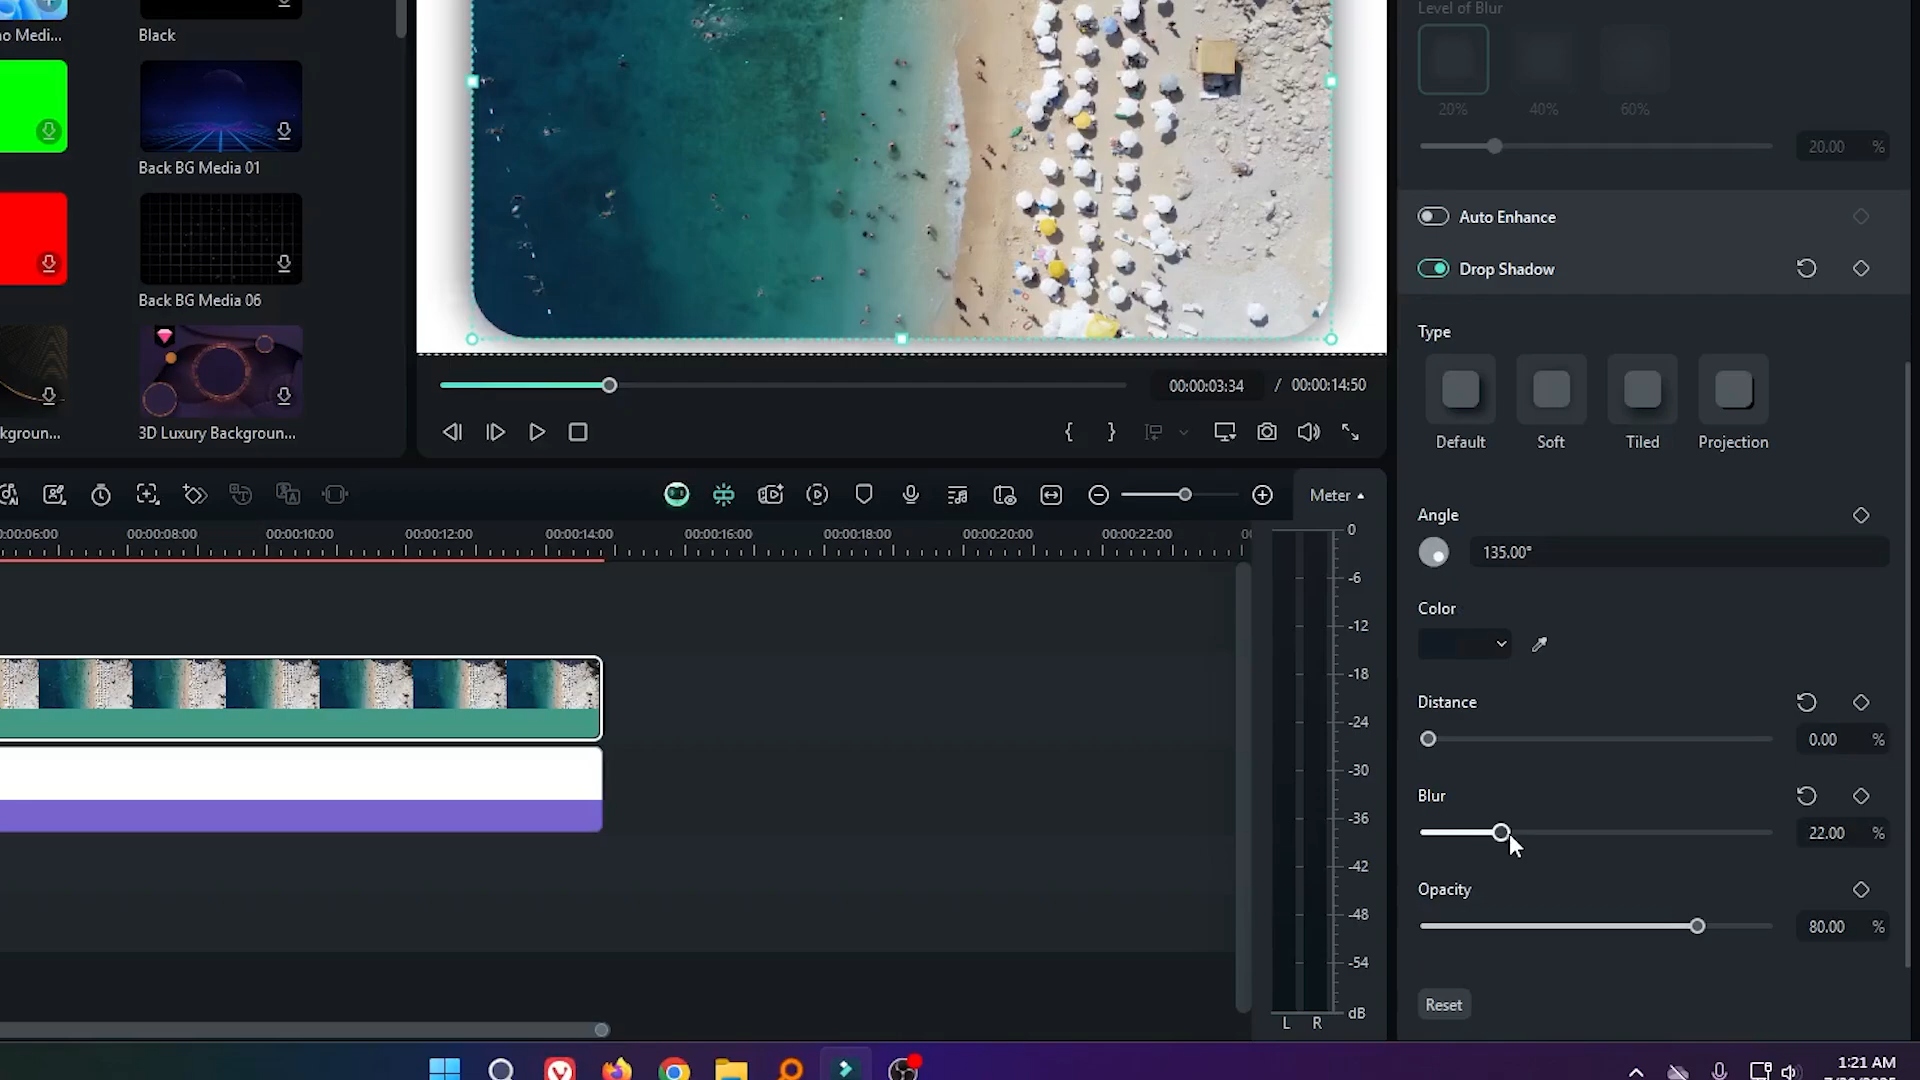 o Medi...
Black
Back BG Media 01
Back BG Media 06
kgroun...
3D Luxury Backgroun...
00:00:03:34 / 00:00:14:50
Level of Blur
20% 40% 60%
20.00 %
Auto Enhance
Drop Shadow
Type
Default Soft Tiled Projection
Angle
135.00°
Color
Distance
0.00 %
Blur
22.00 %
Opacity
80.00 %
Reset
Meter
00:00:06:00 00:00:08:00 00:00:10:00 00:00:12:00 00:00:14:00 00:00:16:00 00:00:18:00 00:00:20:00 00:00:22:00
0
-6
-12
-18
-24
-30
-36
-42
-48
-54
dB
L R
1:21 AM